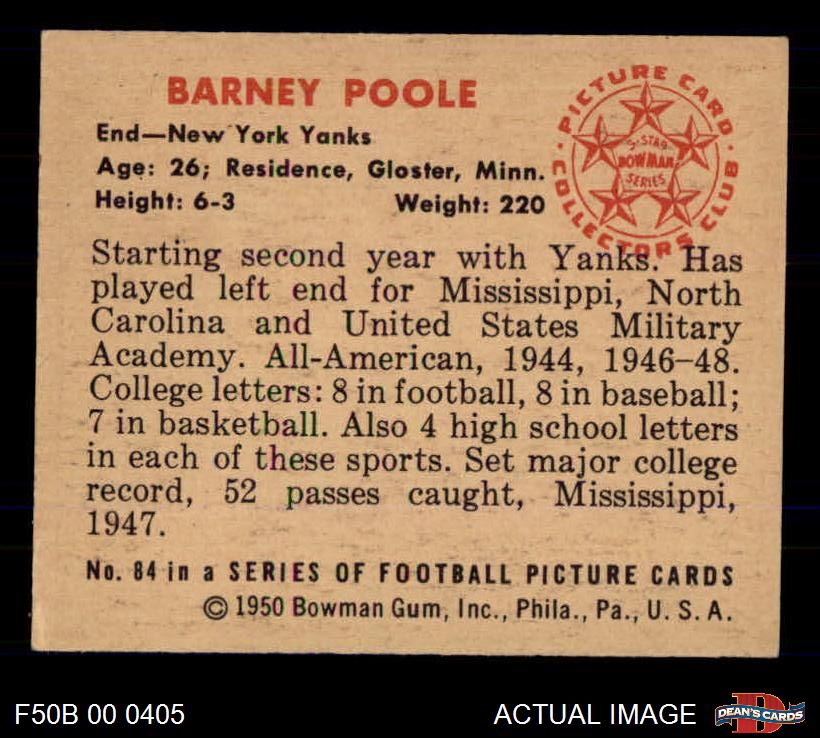 BARNEY POOLE
End—New York Yanks
Age: 26; Residence, Gloster, Minn.
Height: 6-3 Weight: 220
PICTURE CARD COLLECTORS CLUB
5-STAR
BOWMAN
SERIES
Starting second year with Yanks. Has
played left end for Mississippi, North
Carolina and United States Military
Academy. All-American, 1944, 1946–48.
College letters: 8 in football, 8 in baseball;
7 in basketball. Also 4 high school letters
in each of these sports. Set major college
record, 52 passes caught, Mississippi,
1947.
No. 84 in a SERIES OF FOOTBALL PICTURE CARDS
© 1950 Bowman Gum, Inc., Phila., Pa., U. S. A.
F50B 00 0405
ACTUAL IMAGE
DEAN'S CARDS